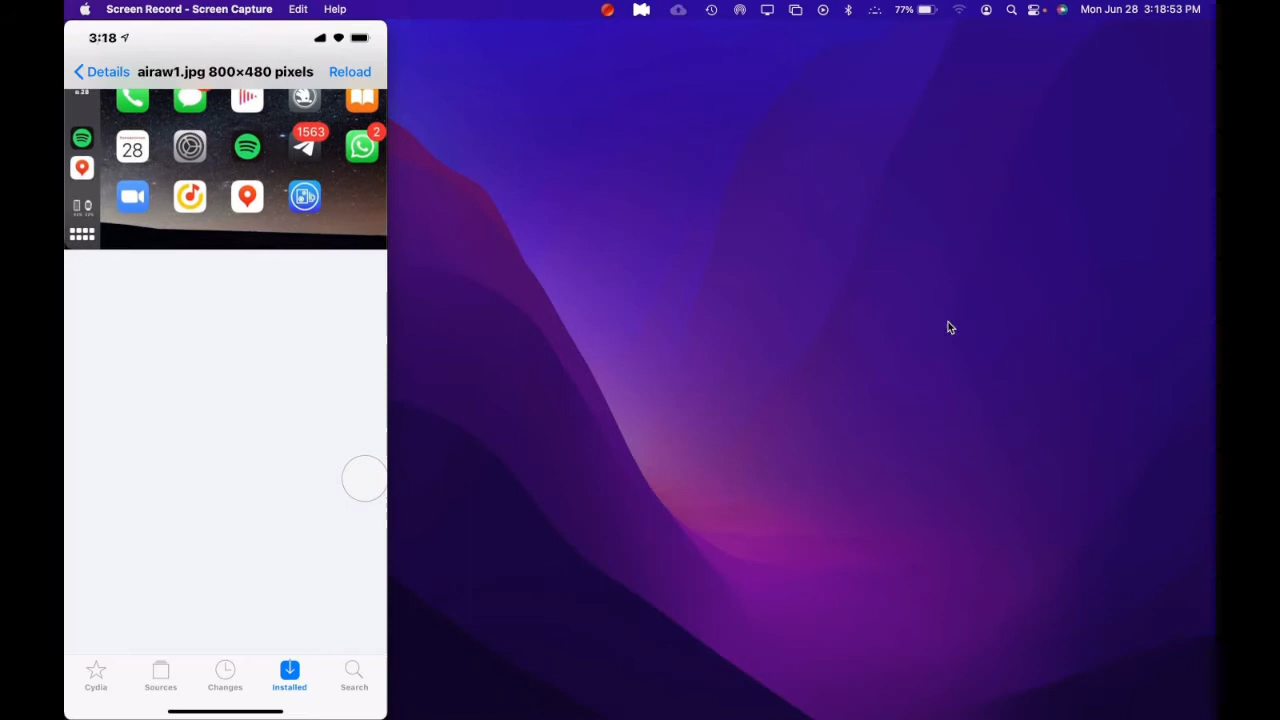 Screen Record - Screen Capture Edit Help 77% Mon Jun 28 3:18:53 PM
3:18
Details airaw1.jpg 800×480 pixels Reload
28 1563 2
Cydia Sources Changes Installed Search